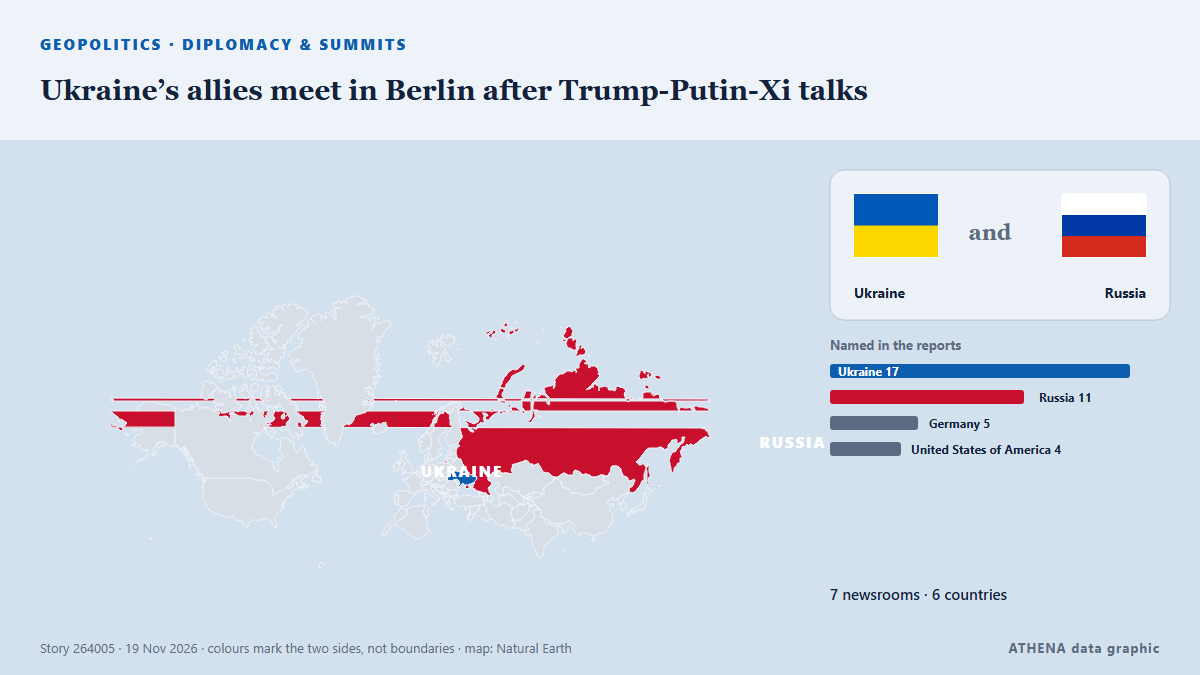 GEOPOLITICS · DIPLOMACY & SUMMITS
Ukraine’s allies meet in Berlin after Trump-Putin-Xi talks
and
Ukraine
Russia
Named in the reports
Ukraine 17
Russia 11
Germany 5
United States of America 4
RUSSIA
UKRAINE
7 newsrooms · 6 countries
Story 264005 · 19 Nov 2026 · colours mark the two sides, not boundaries · map: Natural Earth
ATHENA data graphic